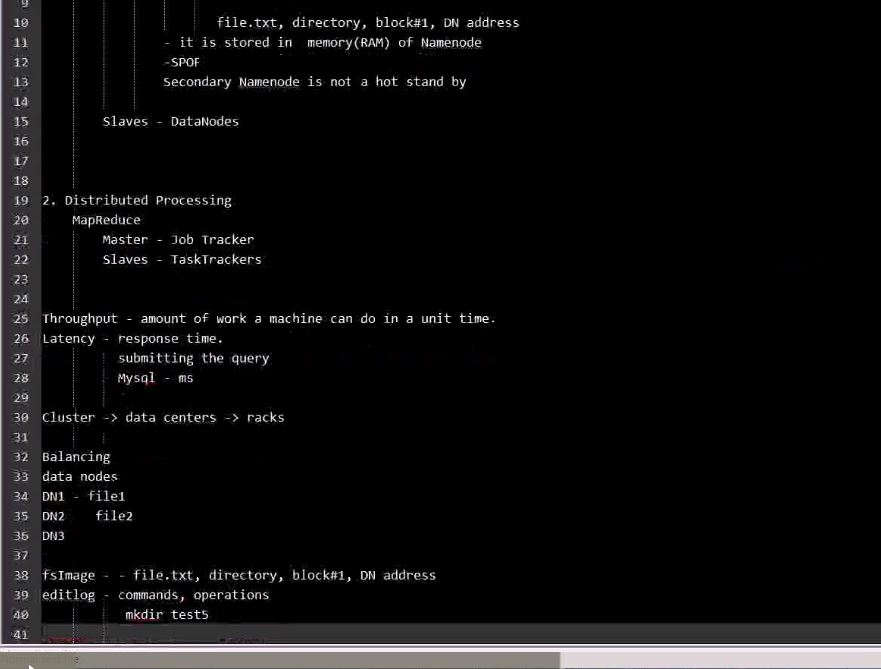 9
10 file.txt, directory, block#1, DN address
11 - it is stored in memory(RAM) of Namenode
12 -SPOF
13 Secondary Namenode is not a hot stand by
14
15 Slaves - DataNodes
16
17
18
19 2. Distributed Processing
20 MapReduce
21 Master - Job Tracker
22 Slaves - TaskTrackers
23
24
25 Throughput - amount of work a machine can do in a unit time.
26 Latency - response time.
27 submitting the query
28 Mysql - ms
29
30 Cluster -> data centers -> racks
31
32 Balancing
33 data nodes
34 DN1 - file1
35 DN2 file2
36 DN3
37
38 fsImage - - file.txt, directory, block#1, DN address
39 editlog - commands, operations
40 mkdir test5
41